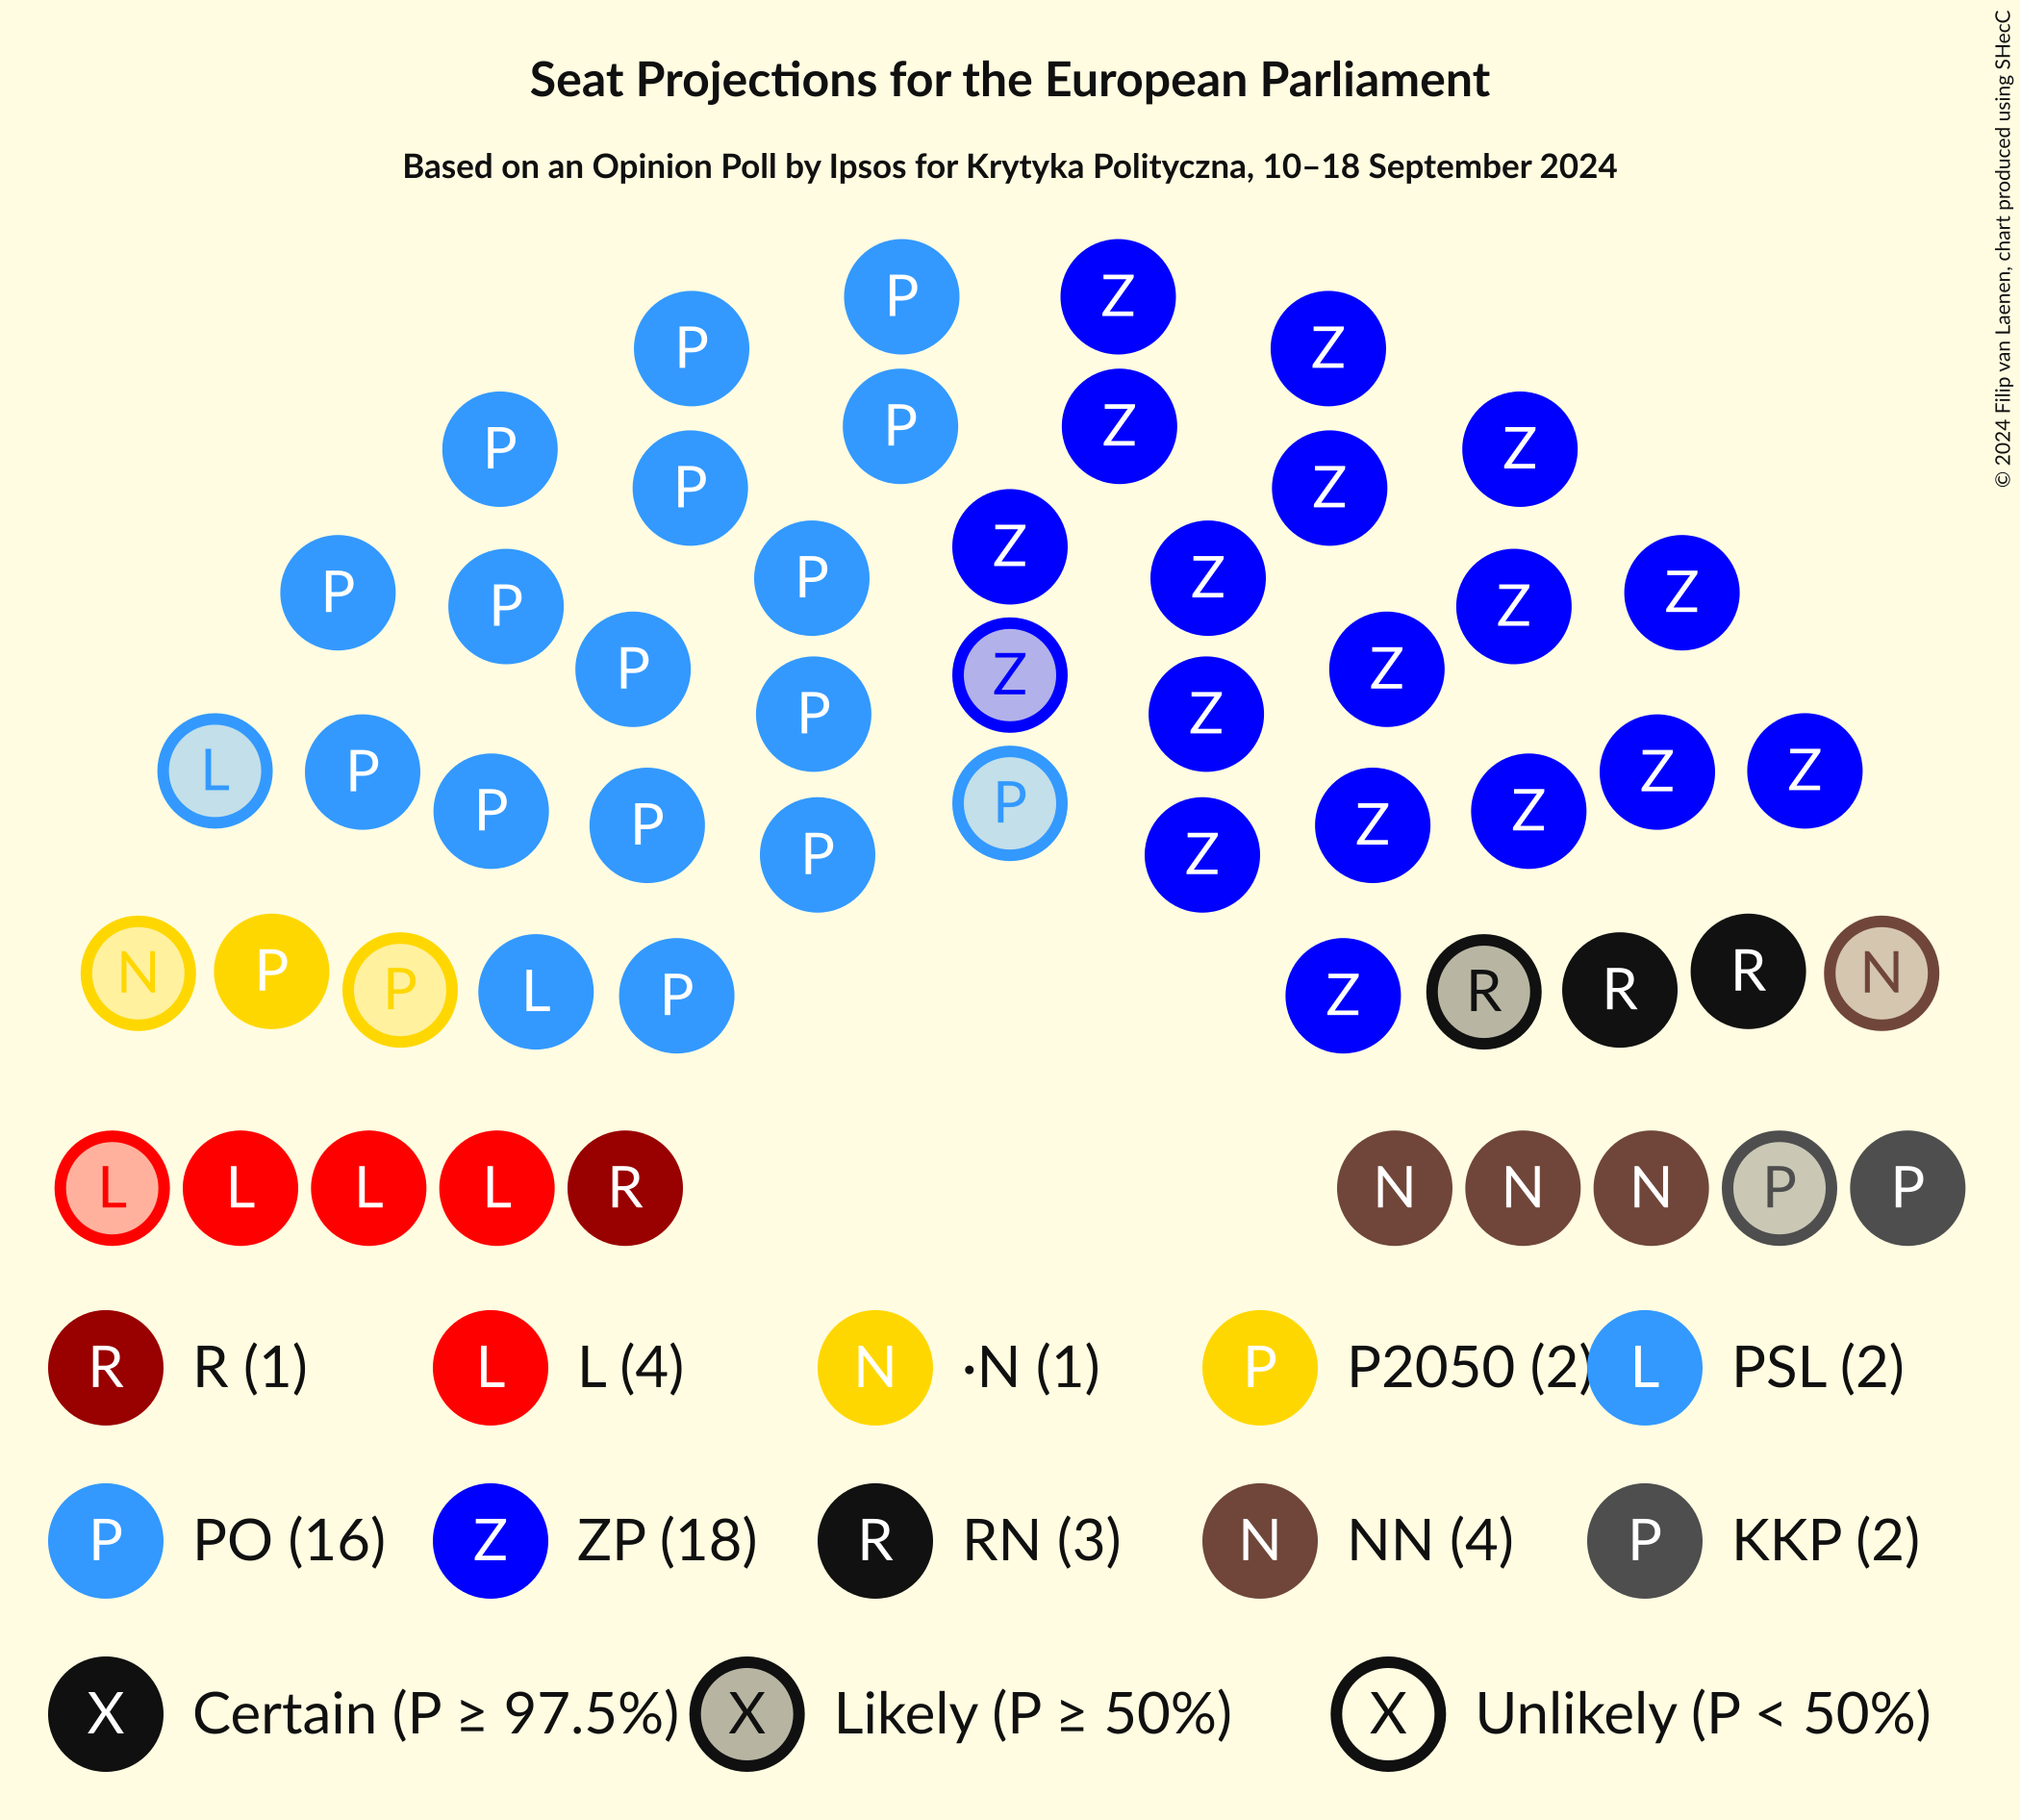 Seat Projections for the European Parliament
Based on an Opinion Poll by Ipsos for Krytyka Polityczna, 10–18 September 2024
© 2024 Filip van Laenen, chart produced using SHecC
P Z
P Z
P Z
P Z
P Z
P Z
P Z
P Z
P P Z Z
Z
P Z
L P P Z Z Z
P P P Z Z
P Z
N P P L P Z R R R N
L L L L R N N N P P
R R (1) L L (4) N ·N (1) P P2050 (2) L PSL (2)
P PO (16) Z ZP (18) R RN (3) N NN (4) P KKP (2)
X Certain (P ≥ 97.5%) X Likely (P ≥ 50%) X Unlikely (P < 50%)